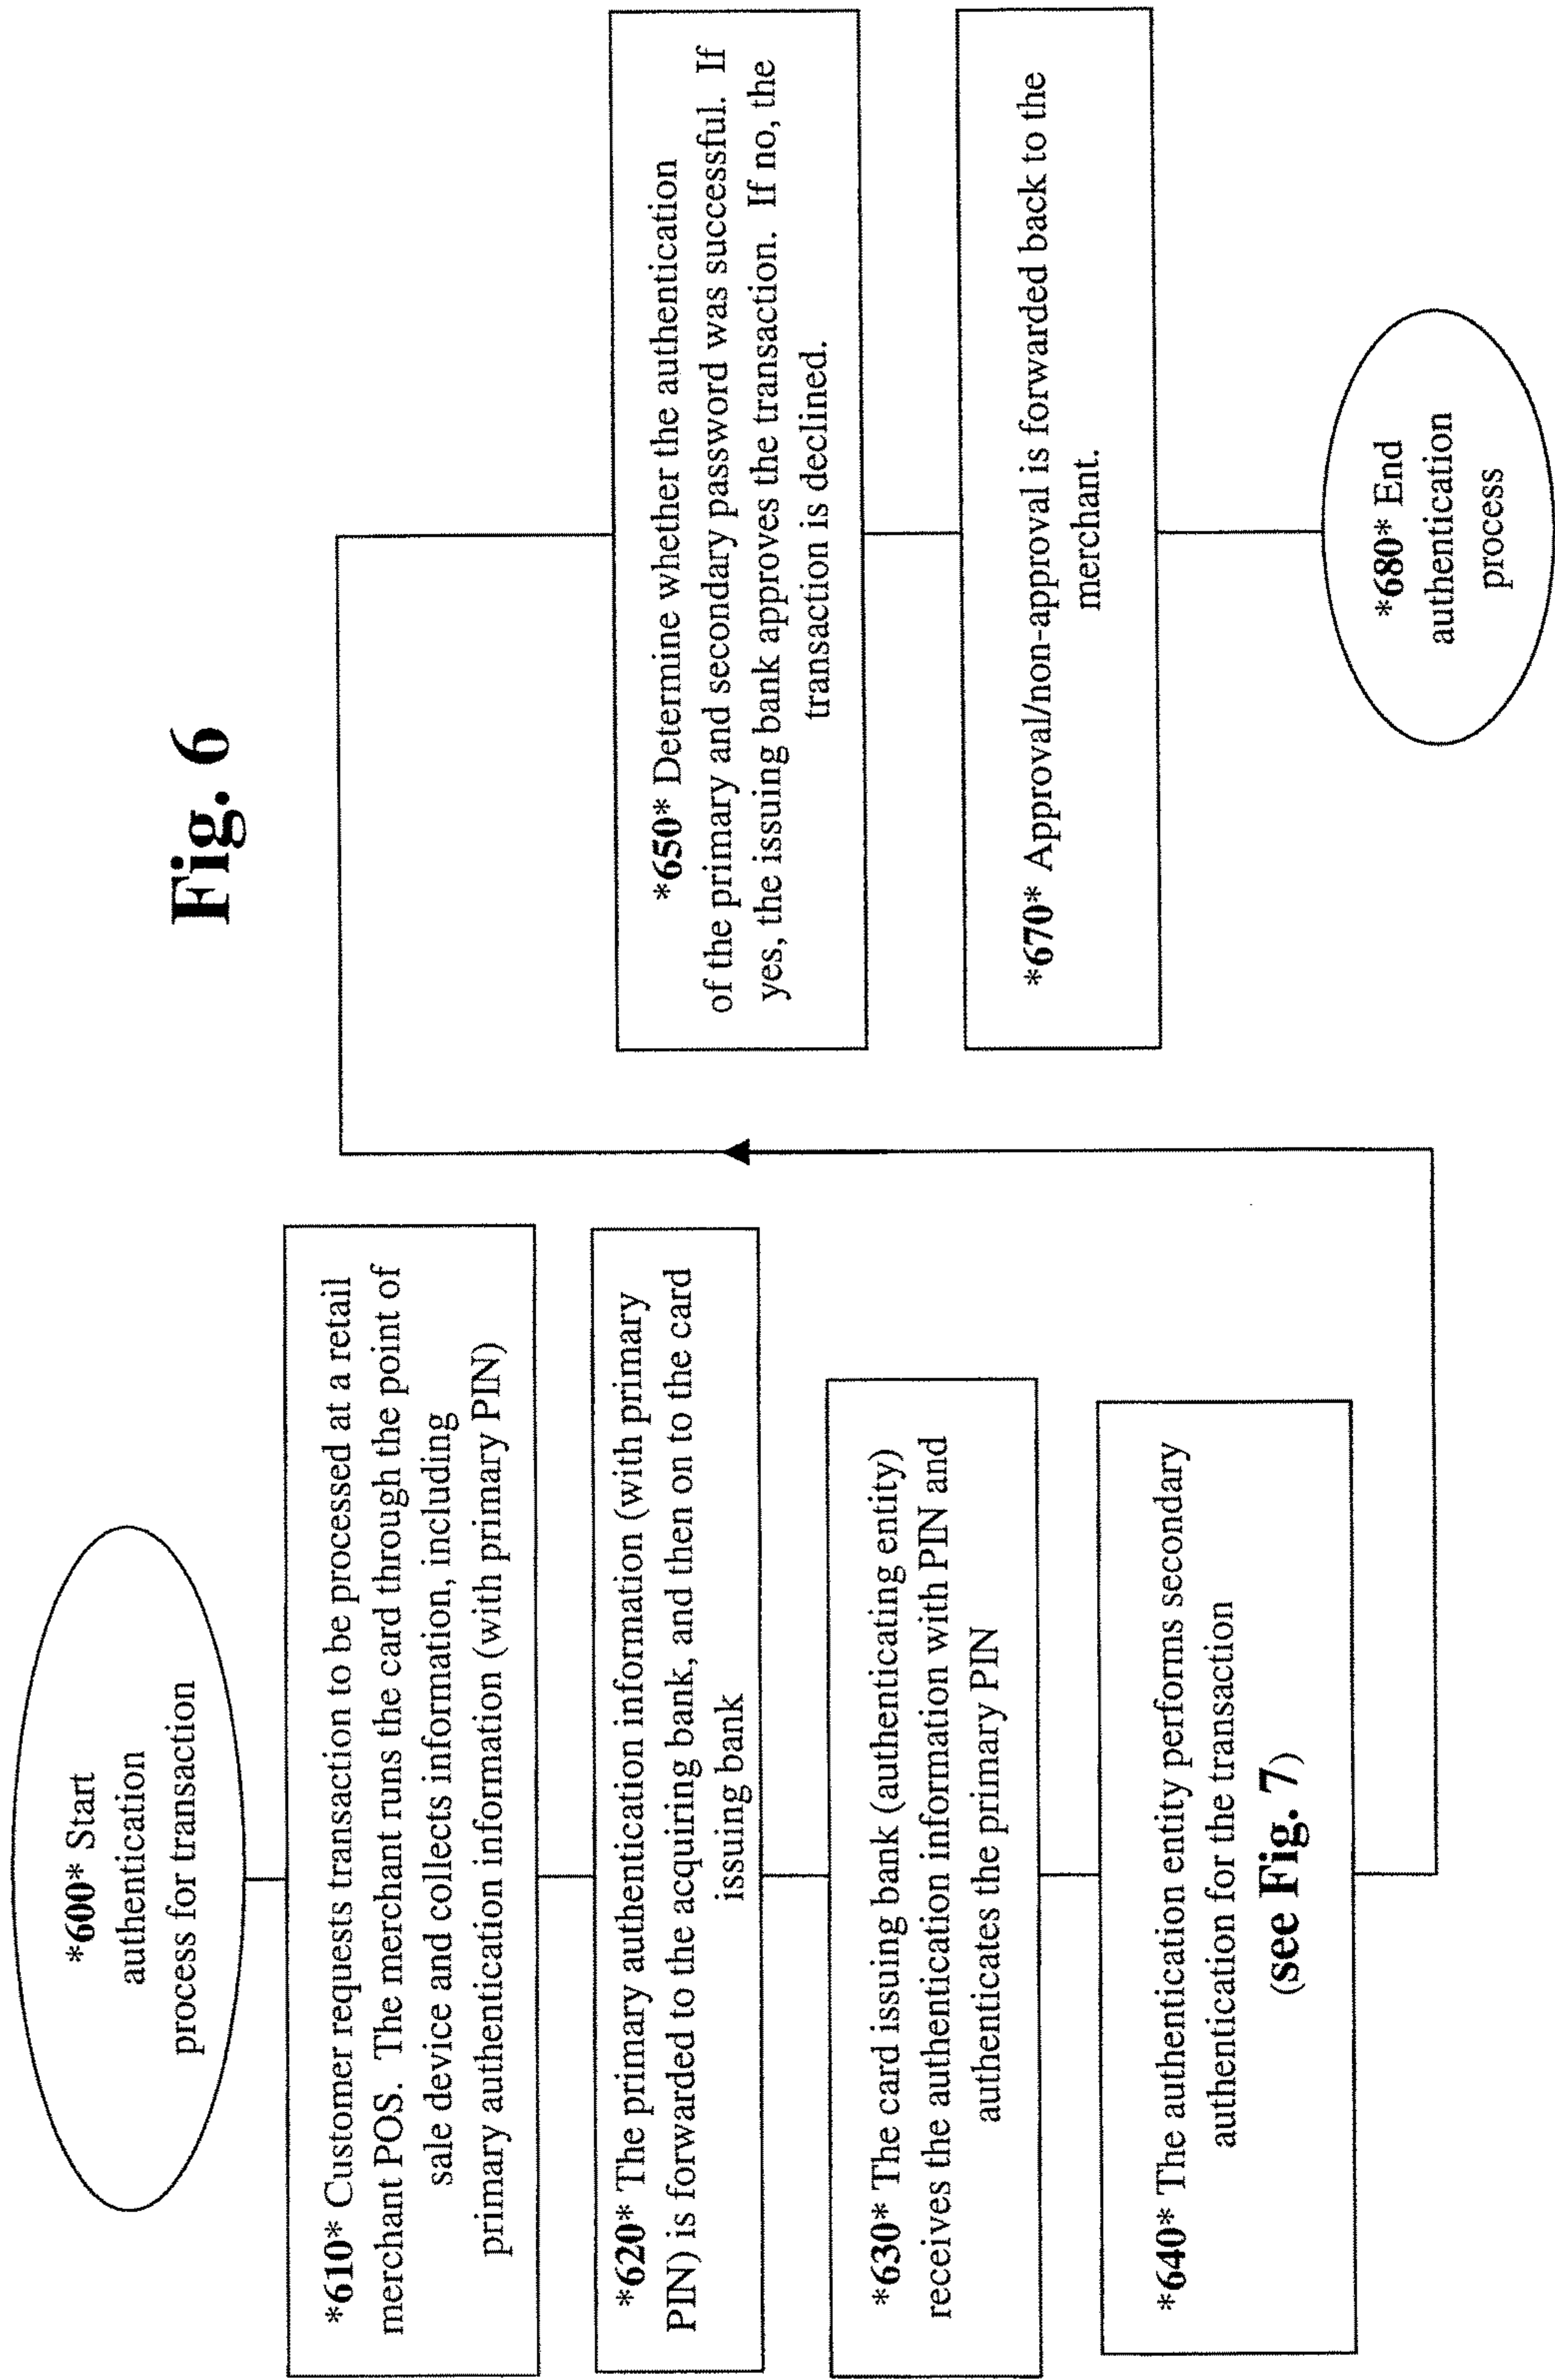 Fig. 6
*600* Start
authentication
process for transaction
*610* Customer requests transaction to be processed at a retail
merchant POS. The merchant runs the card through the point of
sale device and collects information, including
primary authentication information (with primary PIN)
*620* The primary authentication information (with primary
PIN) is forwarded to the acquiring bank, and then on to the card
issuing bank
*630* The card issuing bank (authenticating entity)
receives the authentication information with PIN and
authenticates the primary PIN
*640* The authentication entity performs secondary
authentication for the transaction
(see Fig. 7)
*650* Determine whether the authentication
of the primary and secondary password was successful. If
yes, the issuing bank approves the transaction. If no, the
transaction is declined.
*670* Approval/non-approval is forwarded back to the
merchant.
*680* End
authentication
process